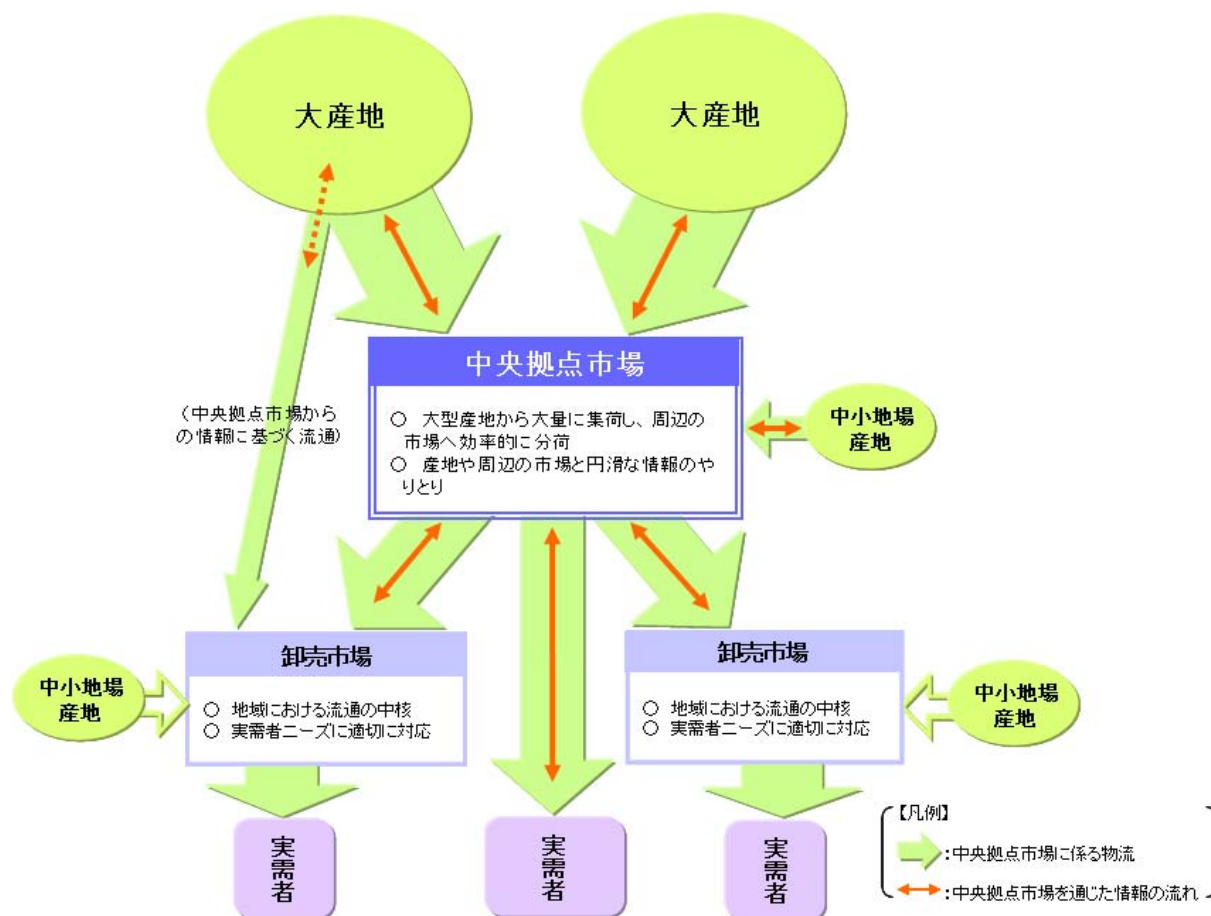 大産地
大産地
中央拠点市場
○ 大型産地から大量に集荷し、周辺の
市場へ効率的に分荷
○ 産地や周辺の市場と円滑な情報のや
りとり
(中央拠点市場から
の情報に基づく流通)
中小地場
産地
卸売市場
○ 地域における流通の中核
○ 実需者ニーズに適切に対応
卸売市場
○ 地域における流通の中核
○ 実需者ニーズに適切に対応
中小地場
産地
中小地場
産地
実需者
実需者
実需者
【凡例】
:中央拠点市場に係る物流
:中央拠点市場を通じた情報の流れ